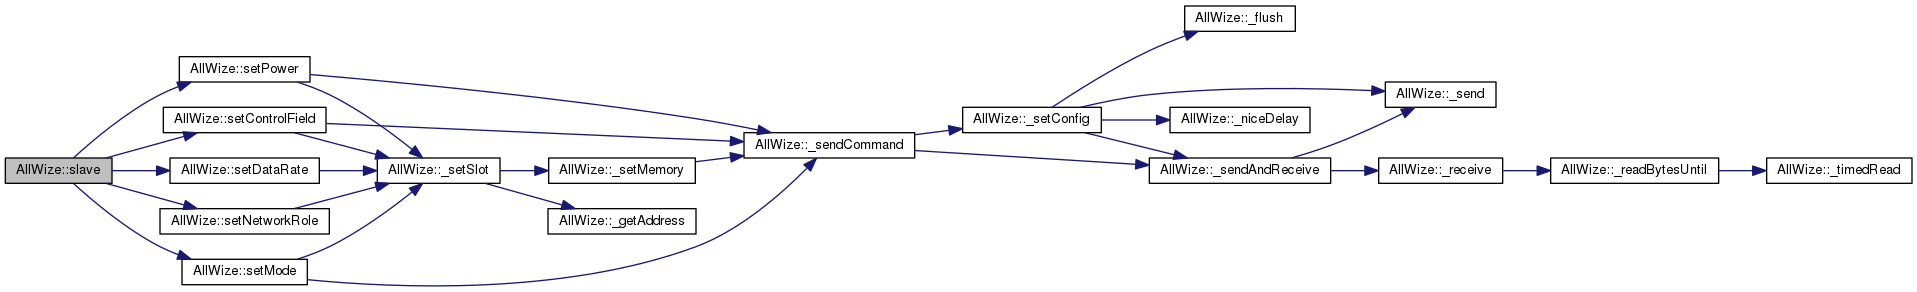 AllWize::slave
AllWize::setPower
AllWize::setControlField
AllWize::setDataRate
AllWize::setNetworkRole
AllWize::setMode
AllWize::_setSlot
AllWize::_setMemory
AllWize::_getAddress
AllWize::_sendCommand
AllWize::_setConfig
AllWize::_flush
AllWize::_niceDelay
AllWize::_sendAndReceive
AllWize::_send
AllWize::_receive
AllWize::_readBytesUntil
AllWize::_timedRead